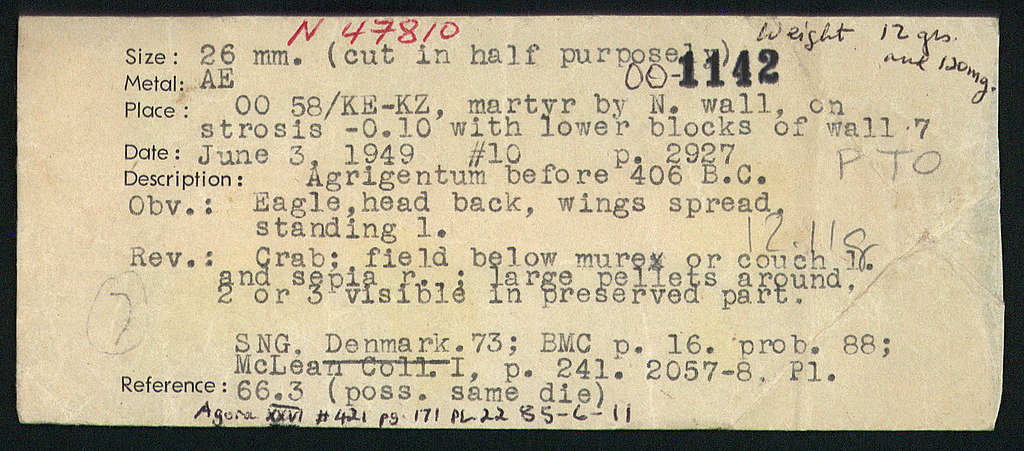 N 47810
Weight 12 grs.
and 120mg.
Size: 26 mm. (cut in half purposely)
OO-1142
Metal: AE
Place: OO 58/KE-KZ, martyr by N. wall, on
strosis -0.10 with lower blocks of wall 7
Date: June 3, 1949 #10 p. 2927
PTO
Description: Agrigentum before 406 B.C.
Obv.: Eagle, head back, wings spread,
standing l.
12.11g
Rev.: Crab; field below murex or couch l.
and sepia r.; large pellets around,
2 or 3 visible in preserved part.
SNG. Denmark.73; BMC p. 16. prob. 88;
McLean Coll. I, p. 241. 2057-8, Pl.
Reference: 66.3 (poss. same die)
Agora XXVI #421 pg. 171 PL.22 85-6-11